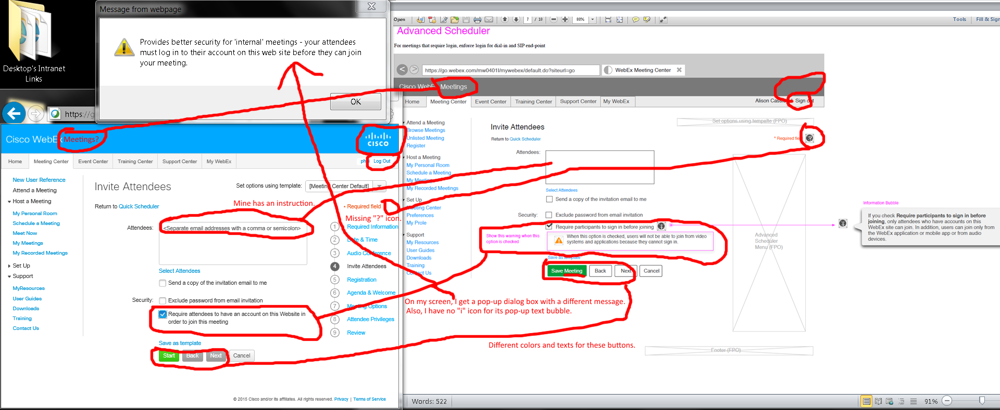 Desktop's Intranet
Links
Message from webpage
Provides better security for 'internal' meetings - your attendees
must log in to their account on this web site before they can join
your meeting.
OK
https://g
Cisco WebEx Meetings?
CISCO
Home
Meeting Center
Event Center
Training Center
Support Center
My WebEx
Log Out
New User Reference
Attend a Meeting
Host a Meeting
My Personal Room
Schedule a Meeting
Meet Now
My Meetings
My Recorded Meetings
Set Up
Support
MyResources
User Guides
Downloads
Training
Contact Us
Invite Attendees
Set options using template: [Meeting Center Default]
Mine has an instruction.
Return to Quick Scheduler
* Required field
Missing "?" icon.
Attendees: <Separate email addresses with a comma or semicolon>
Select Attendees
Send a copy of the invitation email to me
Security: Exclude password from email invitation
Require attendees to have an account on this Website in
order to join this meeting
Save as template
Start Back Next Cancel
1 Required Information
2 Date & Time
3 Audio Conference
4 Invite Attendees
5 Registration
6 Agenda & Welcome
7 Meeting Options
8 Attendee Privileges
9 Review
© 2015 Cisco and/or its affiliates. All rights reserved. Privacy | Terms of Service
Open 7 / 10 80% Tools Fill & Sign
Advanced Scheduler
For meetings that require login, enforce login for dial-in and SIP end-point
https://go.webex.com/mw0401l/mywebex/default.do?siteurl=go
WebEx Meeting Center
Cisco WebEx Meetings
Home
Meeting Center
Event Center
Training Center
Support Center
My WebEx
Alison Sign out
Attend a Meeting
Browse Meetings
Unlisted Meeting
Register
Host a Meeting
My Personal Room
Schedule a Meeting
My Meetings
My Recorded Meetings
Set Up
Meeting Center
Preferences
My Prole
Support
My Resources
User Guides
Downloads
Training
Contact Us
Invite Attendees
Set options using tempalte (FPO)
Return to Quick Scheduler
* Required field
Attendees:
Select Attendees
Send a copy of the invitation email to me
Security: Exclude password from email invitation
Require participants to sign in before joining
Show this warning when this
option is checked
When this option is checked, users will not be able to join from video
systems and applications because they cannot sign in.
Save as template
Save Meeting Back Next Cancel
Advanced
Scheduler
Menu (FPO)
Information Bubble
If you check Require participants to sign in before
joining, only attendees who have accounts on this
WebEx site can join. In addition, users can join only from
the WebEx application or mobile app or from audio
devices.
On my screen, I get a pop-up dialog box with a different message.
Also, I have no "i" icon for its pop-up text bubble.
Different colors and texts for these buttons.
Footer (FPO)
Words: 522
91%